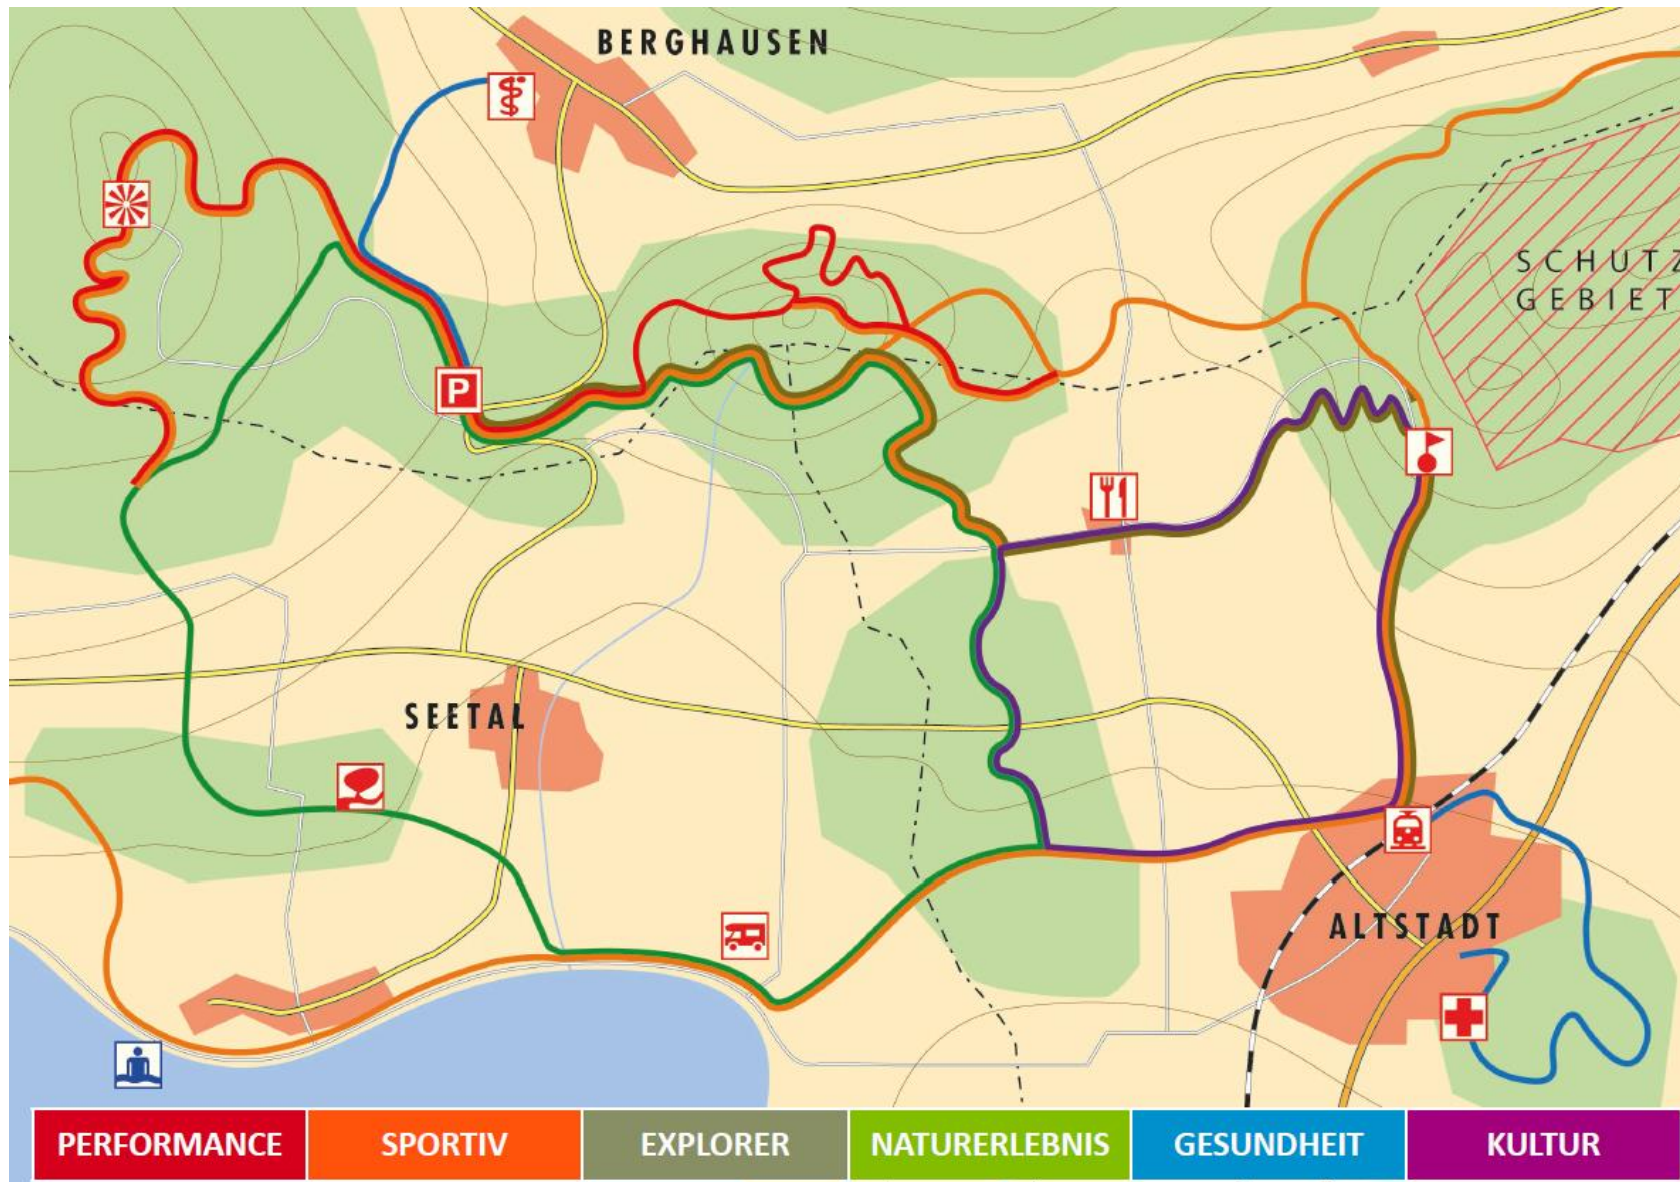 BERGHAUSEN
SCHUTZ
GEBIET
P
SEETAL
ALTSTADT
PERFORMANCE
SPORTIV
EXPLORER
NATURERLEBNIS
GESUNDHEIT
KULTUR